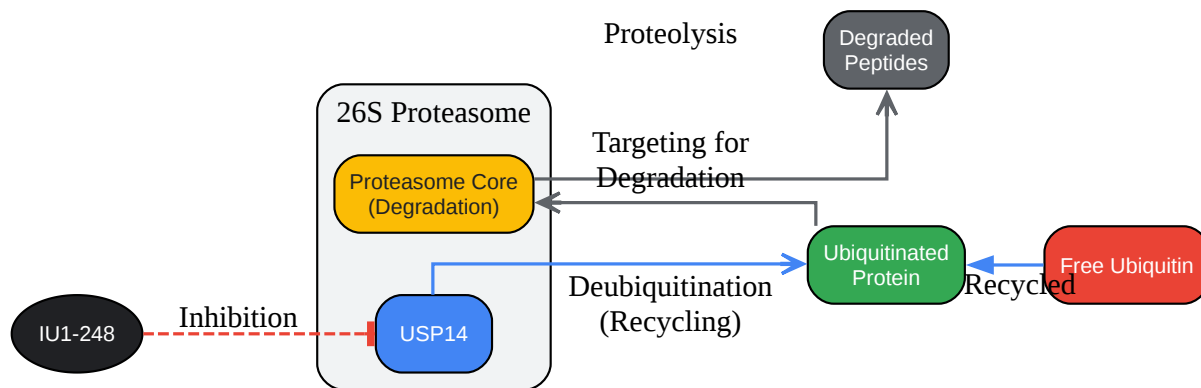 Proteolysis
Degraded
Peptides
26S Proteasome
Targeting for
Degradation
Proteasome Core
(Degradation)
Ubiquitinated
Protein
Free Ubiquitin
Recycled
Deubiquitination
(Recycling)
Inhibition
IU1-248
USP14